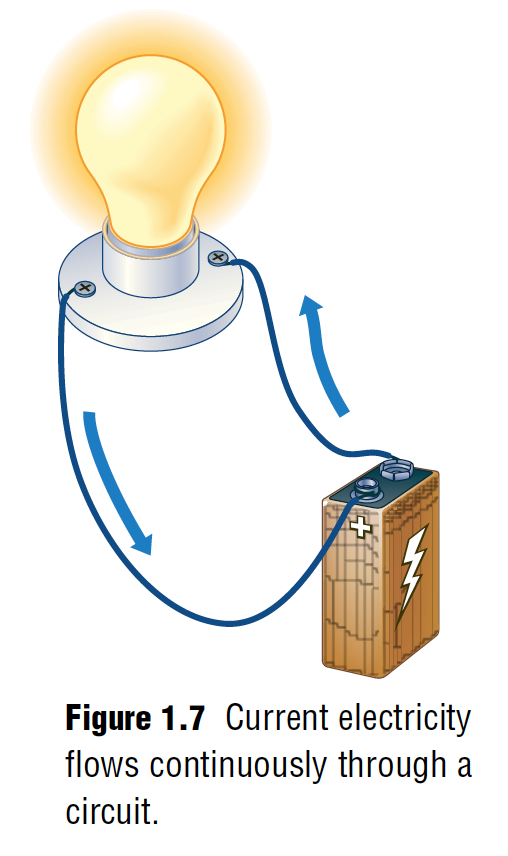 +
Figure 1.7 Current electricity
flows continuously through a
circuit.